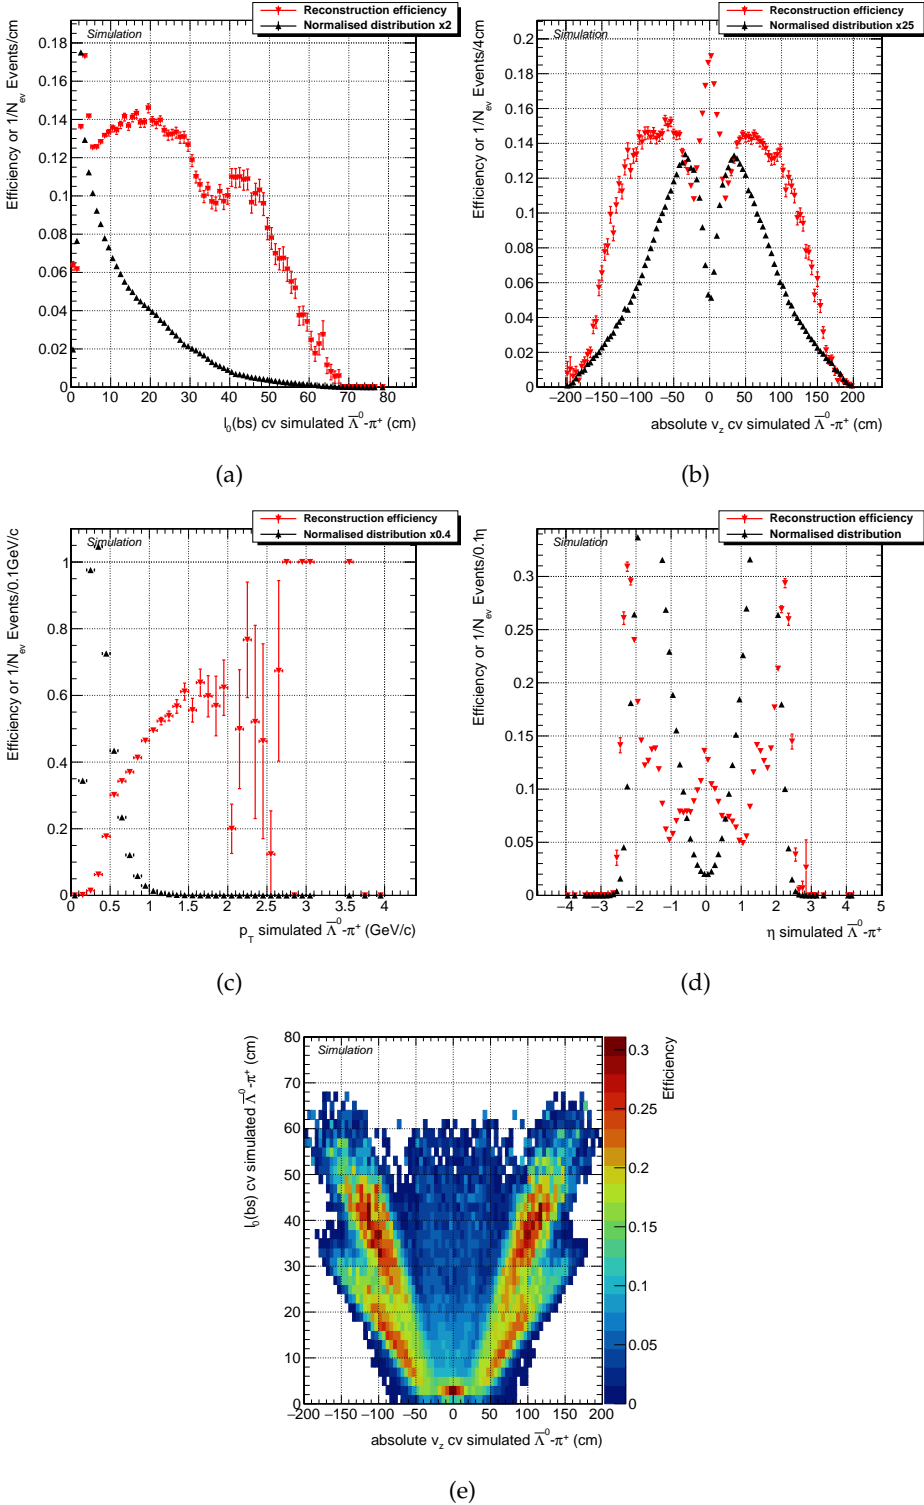 Reconstruction efficiency
Normalised distribution x2
Simulation
Efficiency or 1/N_ev Events/cm
0.18
0.16
0.14
0.12
0.1
0.08
0.06
0.04
0.02
0
0 10 20 30 40 50 60 70 80
l₀(bs) cv simulated Λ̅⁰-π⁺ (cm)
(a)
Reconstruction efficiency
Normalised distribution x25
Simulation
Efficiency or 1/N_ev Events/4cm
0.2
0.18
0.16
0.14
0.12
0.1
0.08
0.06
0.04
0.02
0
−200 −150 −100 −50 0 50 100 150 200
absolute v_z cv simulated Λ̅⁰-π⁺ (cm)
(b)
Reconstruction efficiency
Normalised distribution x0.4
Simulation
Efficiency or 1/N_ev Events/0.1GeV/c
1
0.8
0.6
0.4
0.2
0
0 0.5 1 1.5 2 2.5 3 3.5 4
p_T simulated Λ̅⁰-π⁺ (GeV/c)
(c)
Reconstruction efficiency
Normalised distribution
Simulation
Efficiency or 1/N_ev Events/0.1η
0.3
0.25
0.2
0.15
0.1
0.05
0
−4 −3 −2 −1 0 1 2 3 4 5
η simulated Λ̅⁰-π⁺
(d)
Simulation
l₀(bs) cv simulated Λ̅⁰-π⁺ (cm)
80
70
60
50
40
30
20
10
0
−200 −150 −100 −50 0 50 100 150 200
absolute v_z cv simulated Λ̅⁰-π⁺ (cm)
Efficiency
0.3
0.25
0.2
0.15
0.1
0.05
0
(e)